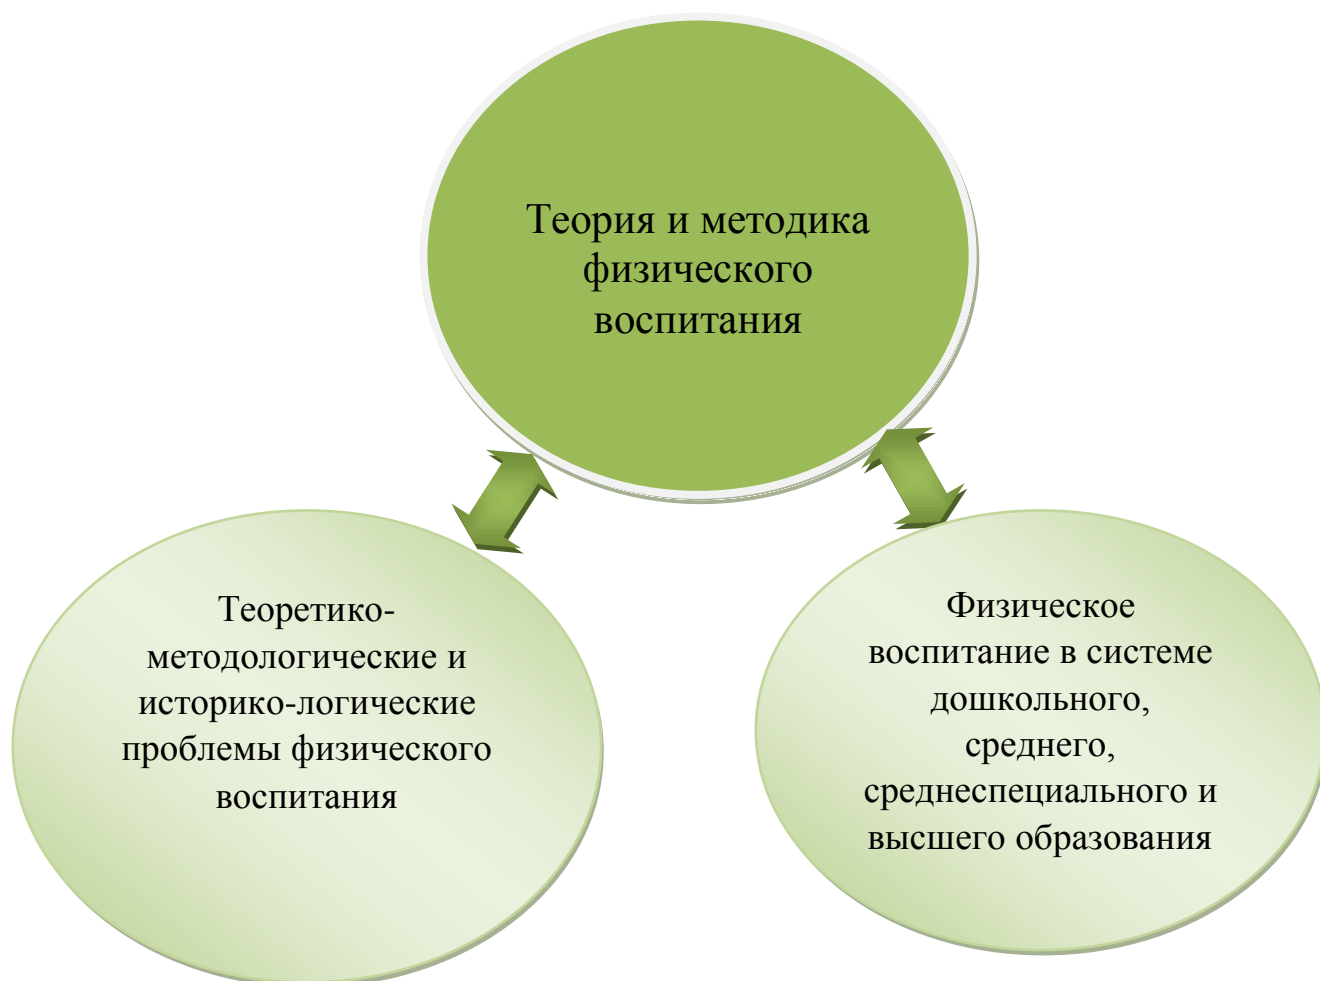 Теория и методика
физического
воспитания
Теоретико-
методологические и
историко-логические
проблемы физического
воспитания
Физическое
воспитание в системе
дошкольного,
среднего,
среднеспециального и
высшего образования